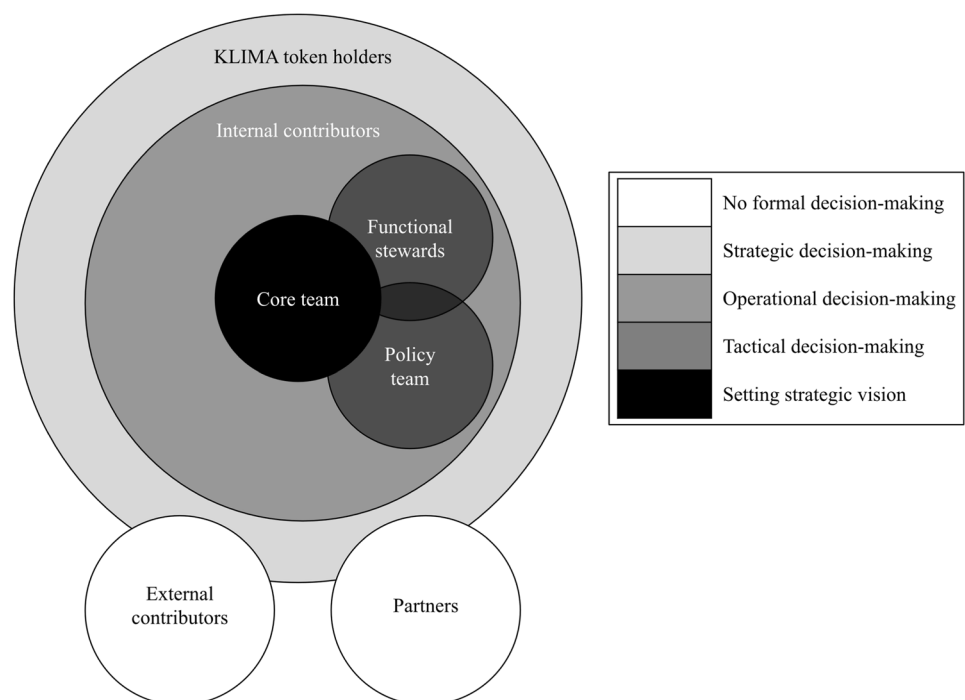 KLIMA token holders
Internal contributors
Functional
stewards
Core team
Policy
team
External
contributors
Partners
No formal decision-making
Strategic decision-making
Operational decision-making
Tactical decision-making
Setting strategic vision